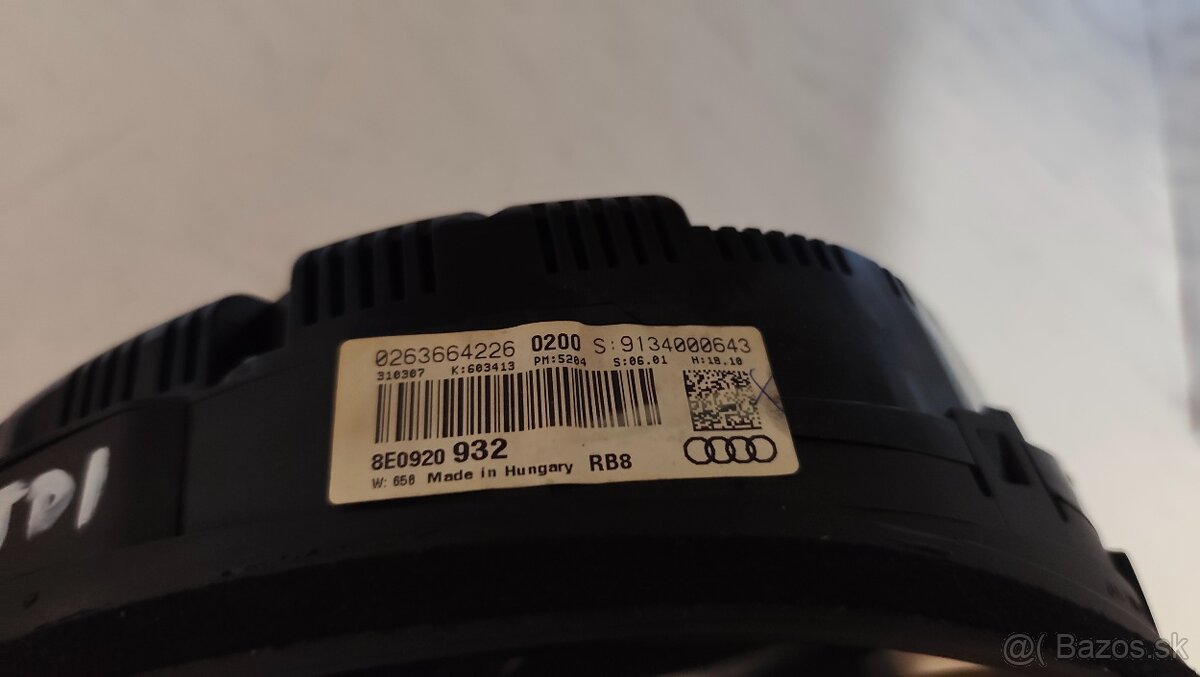 0263664226 0200 S:9134000643
310307 K:603413 PM:5204 S:06.01 H:18.10
8E0920 932
W: 658 Made in Hungary RB8
TDI
@( Bazos.sk